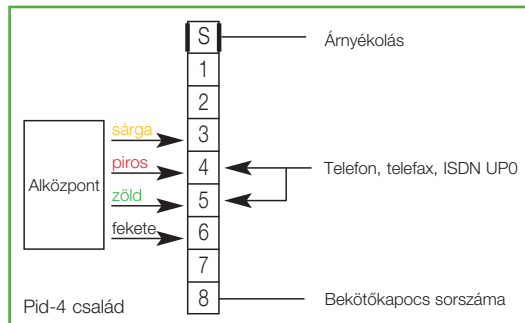 S
Árnyékolás
1
2
sárga
3
piros
4
Telefon, telefax, ISDN UP0
Alközpont
zöld
5
fekete
6
7
Pid-4 család
8
Bekötőkapocs sorszáma